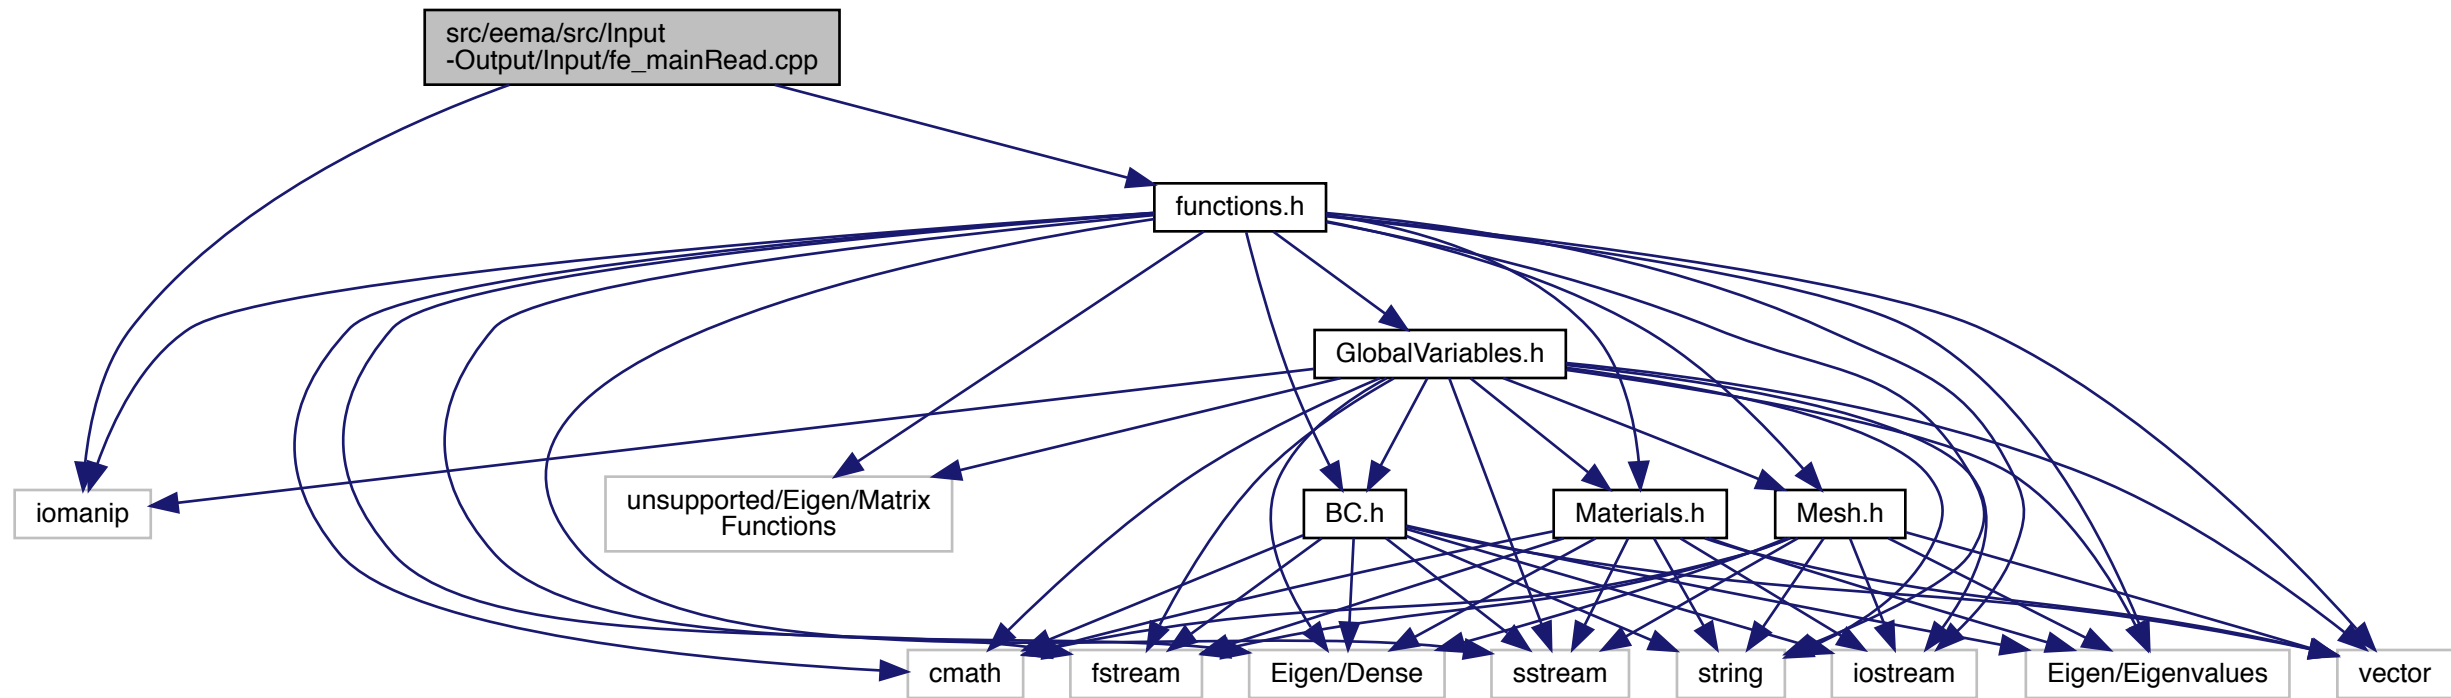 src/eema/src/Input
-Output/Input/fe_mainRead.cpp
functions.h
GlobalVariables.h
iomanip
unsupported/Eigen/Matrix
Functions
BC.h
Materials.h
Mesh.h
cmath
fstream
Eigen/Dense
sstream
string
iostream
Eigen/Eigenvalues
vector